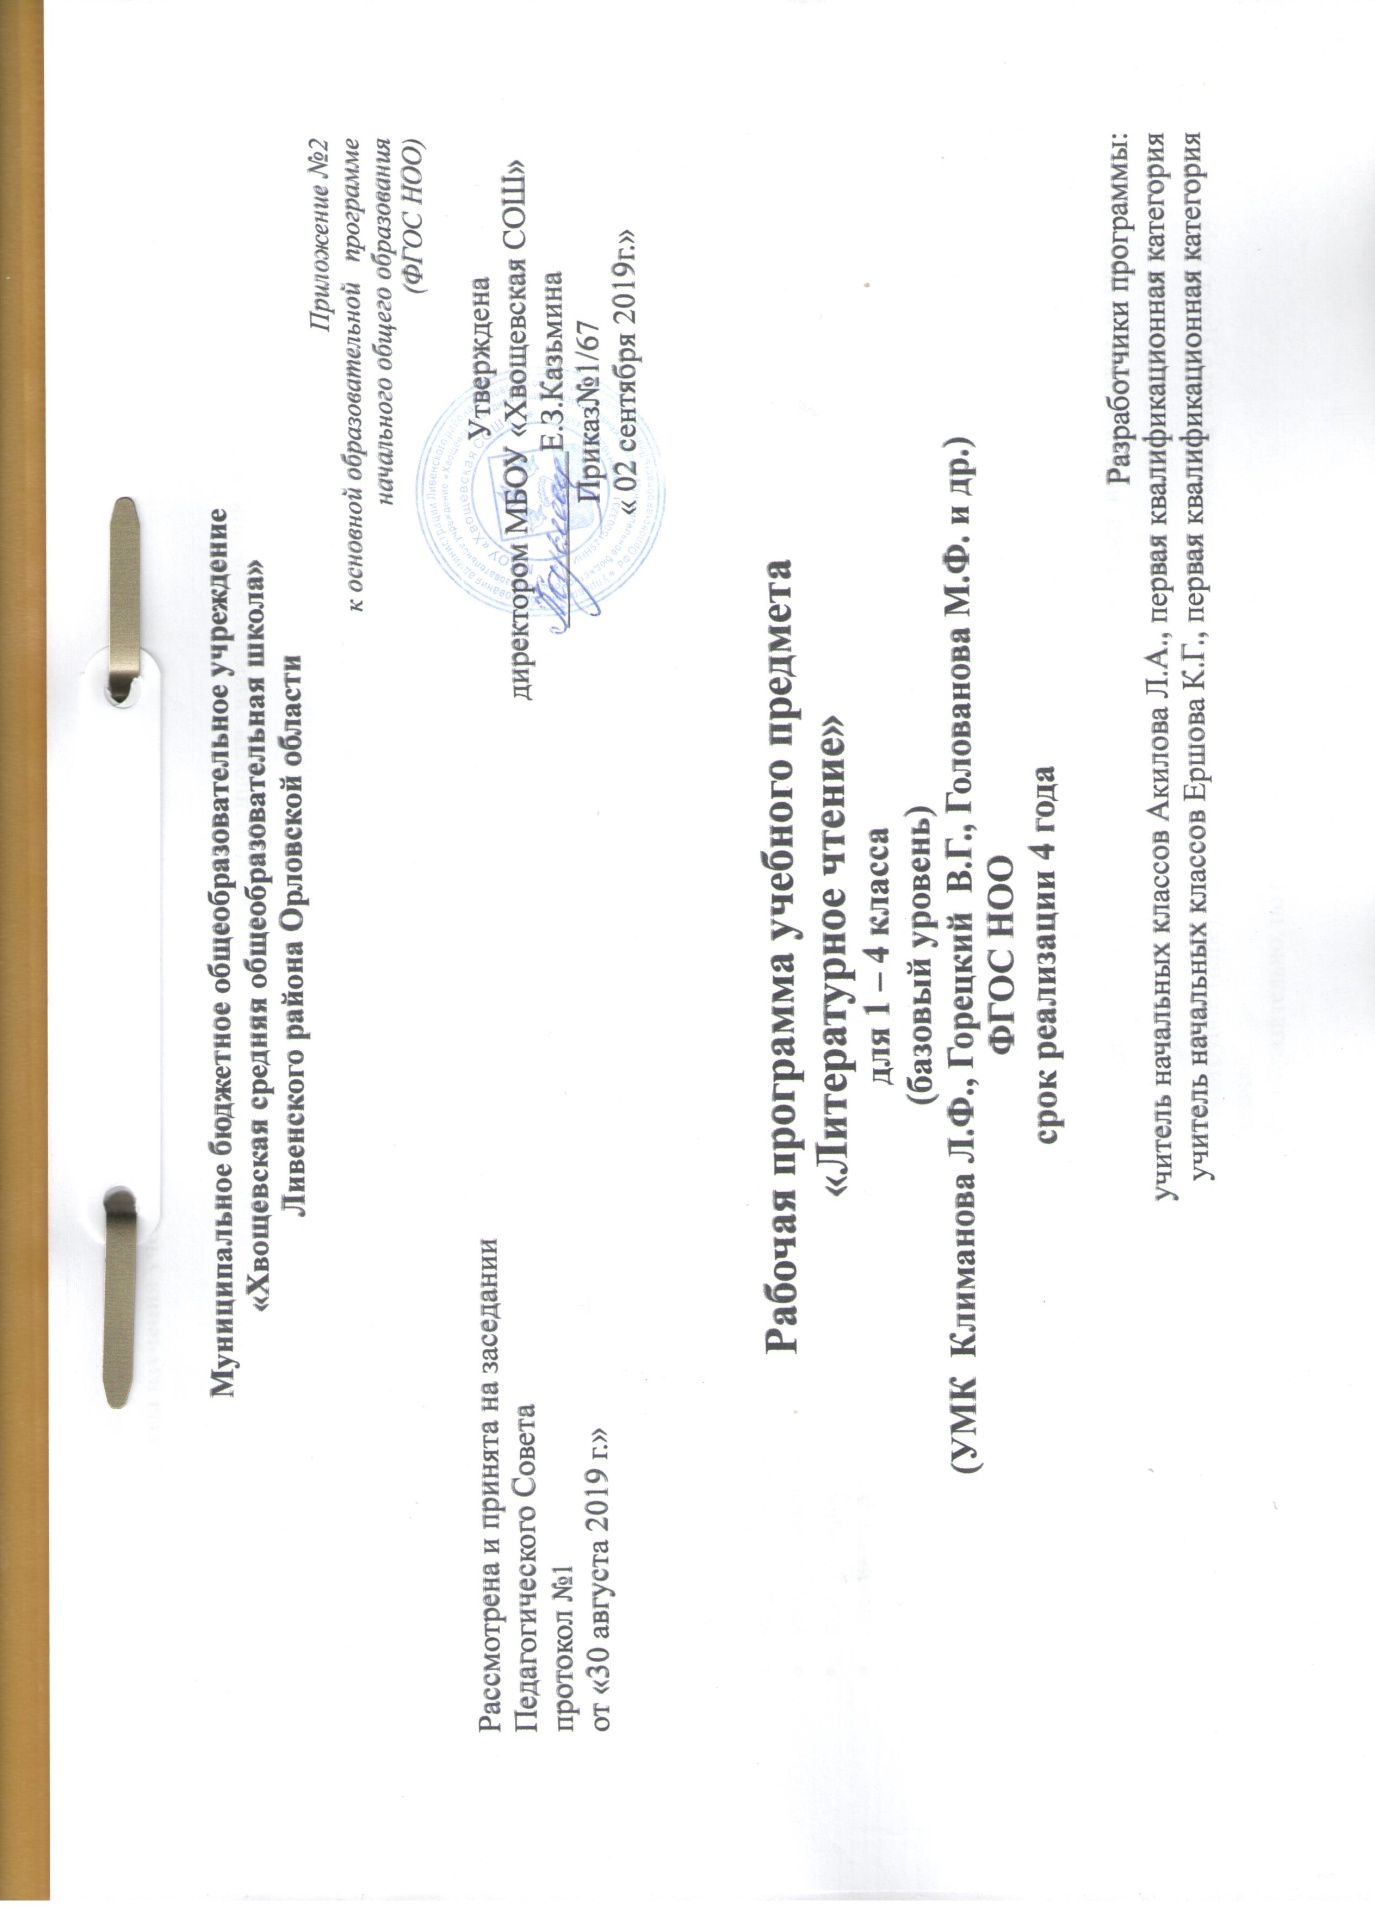 Муниципальное бюджетное общеобразовательное учреждение
«Хвощевская средняя общеобразовательная школа»
Ливенского района Орловской области
Приложение №2
к основной образовательной программе
начального общего образования
(ФГОС НОО)
Рассмотрена и принята на заседании
Педагогического Совета
протокол №1
от «30 августа 2019 г.»
Утверждена
директором МБОУ «Хвощевская СОШ»
Е.З.Казьмина
Приказ№1/67
« 02 сентября 2019г.»
Рабочая программа учебного предмета
«Литературное чтение»
для 1 – 4 класса
(базовый уровень)
(УМК Климанова Л.Ф., Горецкий В.Г., Голованова М.Ф. и др.)
ФГОС НОО
срок реализации 4 года
Разработчики программы:
учитель начальных классов Акилова Л.А., первая квалификационная категория
учитель начальных классов Ершова К.Г., первая квалификационная категория